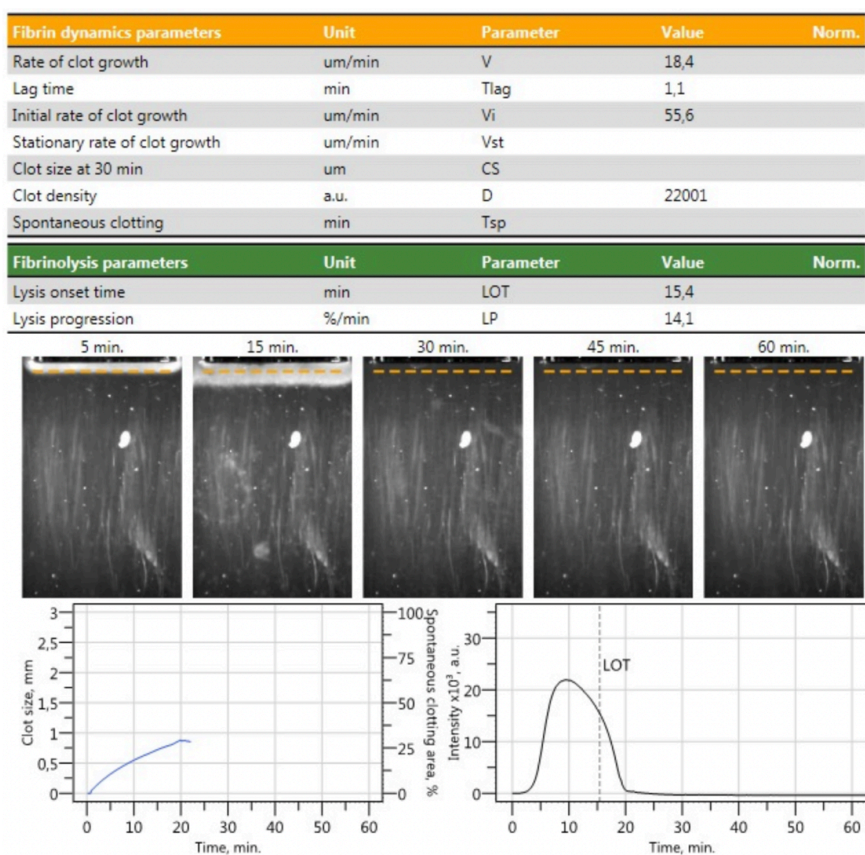 Fibrin dynamics parameters Unit Parameter Value Norm.
Rate of clot growth um/min V 18,4
Lag time min Tlag 1,1
Initial rate of clot growth um/min Vi 55,6
Stationary rate of clot growth um/min Vst
Clot size at 30 min um CS
Clot density a.u. D 22001
Spontaneous clotting min Tsp
Fibrinolysis parameters Unit Parameter Value Norm.
Lysis onset time min LOT 15,4
Lysis progression %/min LP 14,1
5 min. 15 min. 30 min. 45 min. 60 min.
Clot size, mm
3
2,5
2
1,5
1
0,5
0
0 10 20 30 40 50 60
Time, min.
100
75
50
25
0
Spontaneous clotting area, %
Intensity x10³, a.u.
30
20
10
0
LOT
0 10 20 30 40 50 60
Time, min.